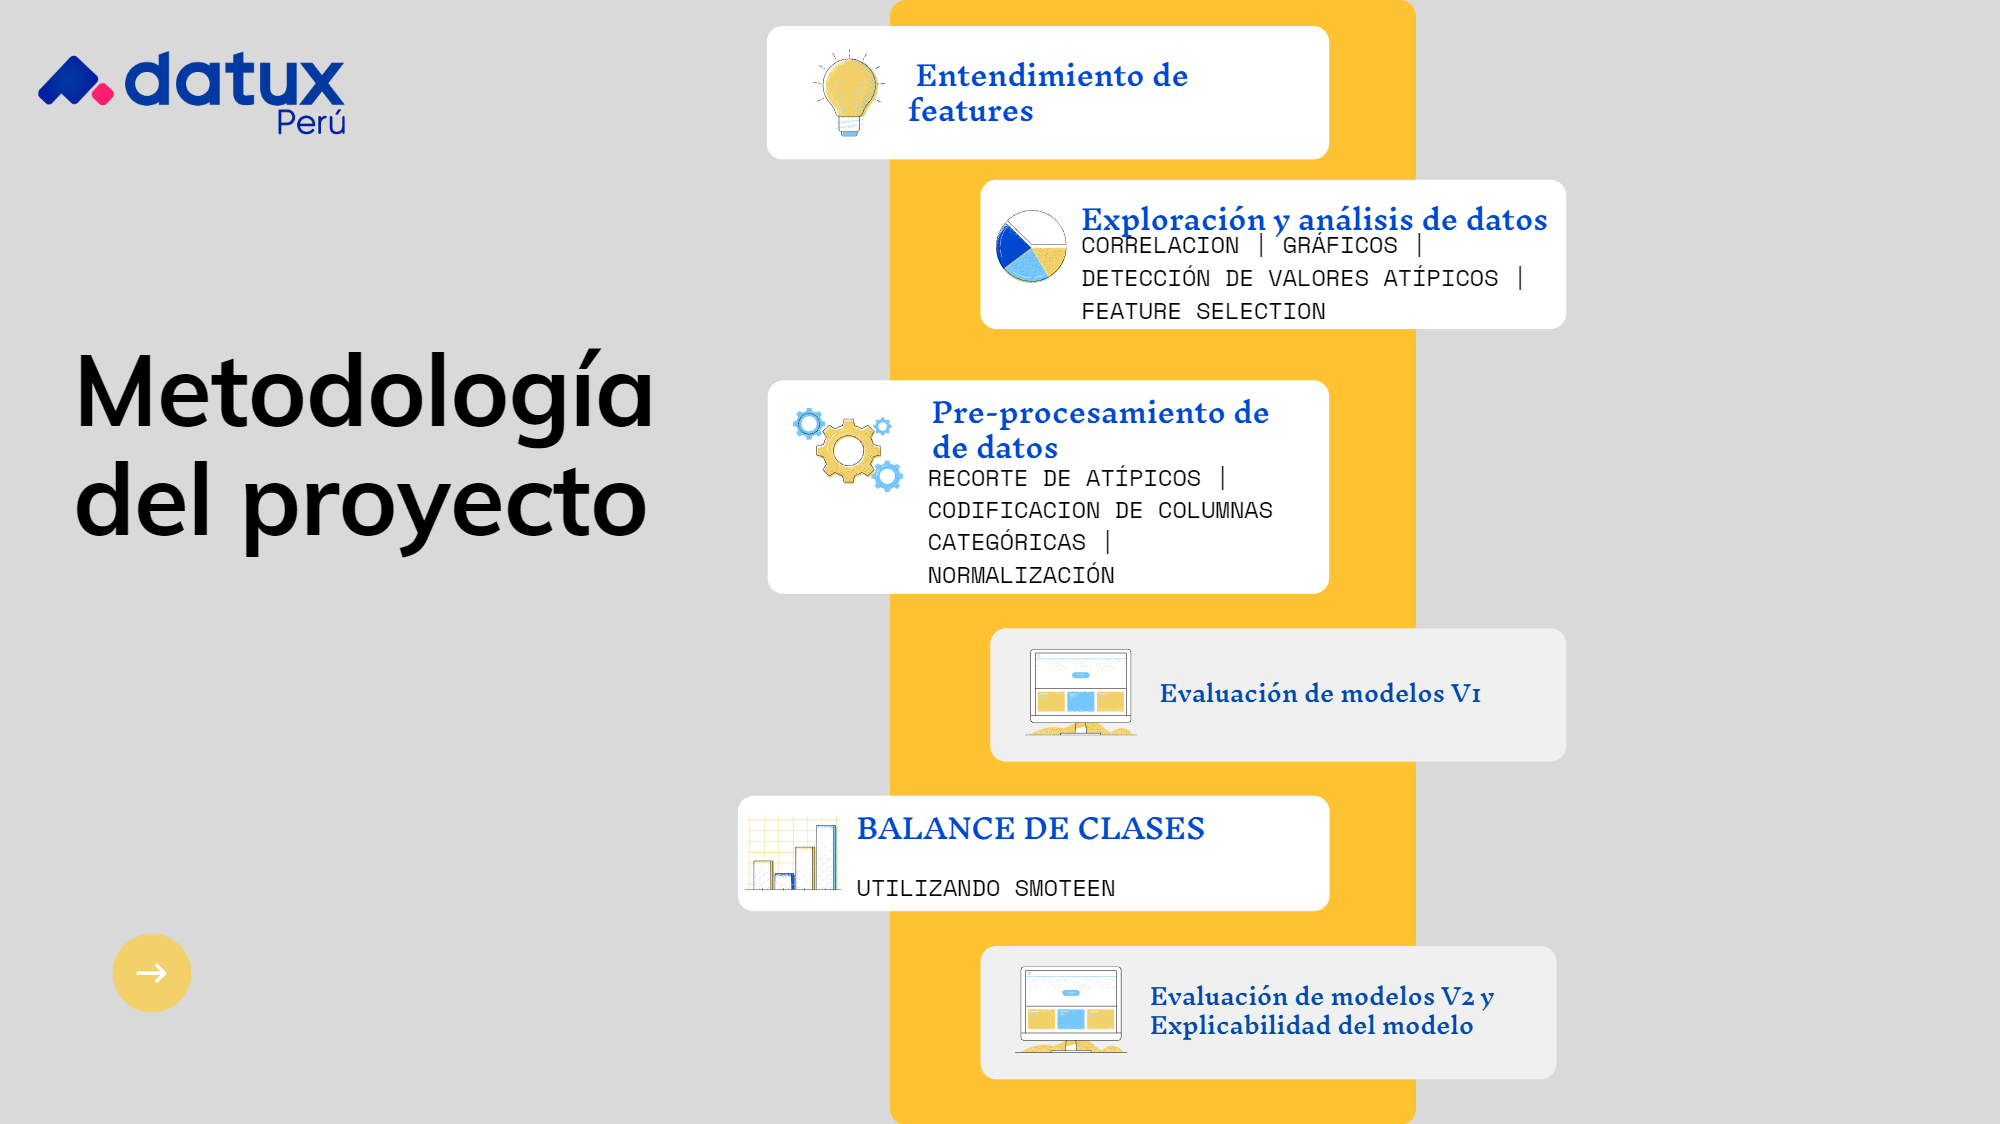 datux
Perú
Metodología
del proyecto
Entendimiento de
features
Exploración y análisis de datos
CORRELACION | GRÁFICOS |
DETECCIÓN DE VALORES ATÍPICOS |
FEATURE SELECTION
Pre-procesamiento de
de datos
RECORTE DE ATÍPICOS |
CODIFICACION DE COLUMNAS
CATEGÓRICAS |
NORMALIZACIÓN
Evaluación de modelos V1
BALANCE DE CLASES
UTILIZANDO SMOTEEN
Evaluación de modelos V2 y
Explicabilidad del modelo